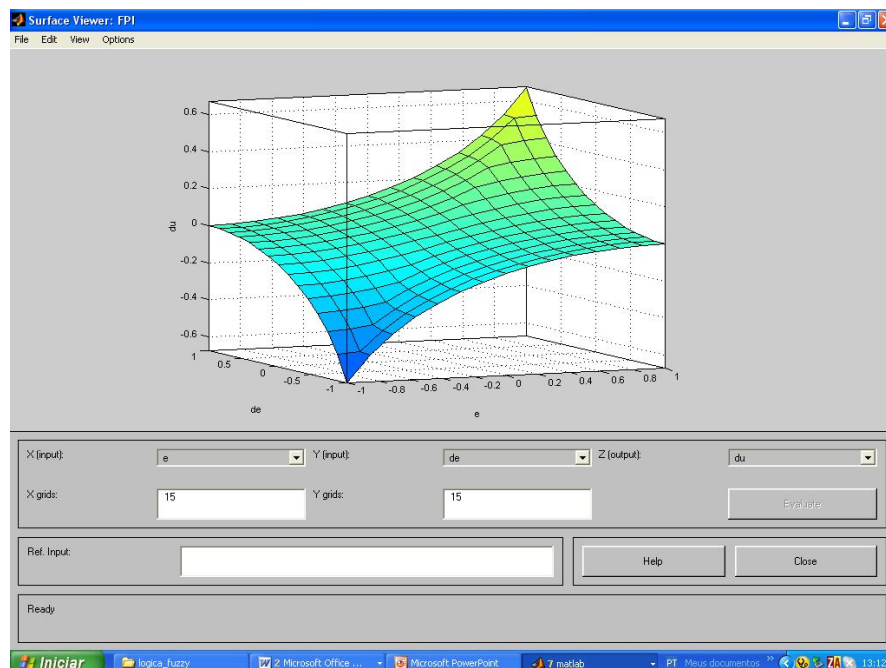 Surface Viewer: FPI
File Edit View Options
0.6
0.4
0.2
0
-0.2
-0.4
-0.6
du
1
0.5
0
-0.5
-1
de
-1
-0.8
-0.6
-0.4
-0.2
0
0.2
0.4
0.6
0.8
1
e
X (input): e Y (input): de Z (output): du
X grids: 15 Y grids: 15 Evaluate
Ref. Input: Help Close
Ready
Iniciar logica_fuzzy 2 Microsoft Office ... Microsoft PowerPoint 7 matlab PT Meus documentos » 13:12